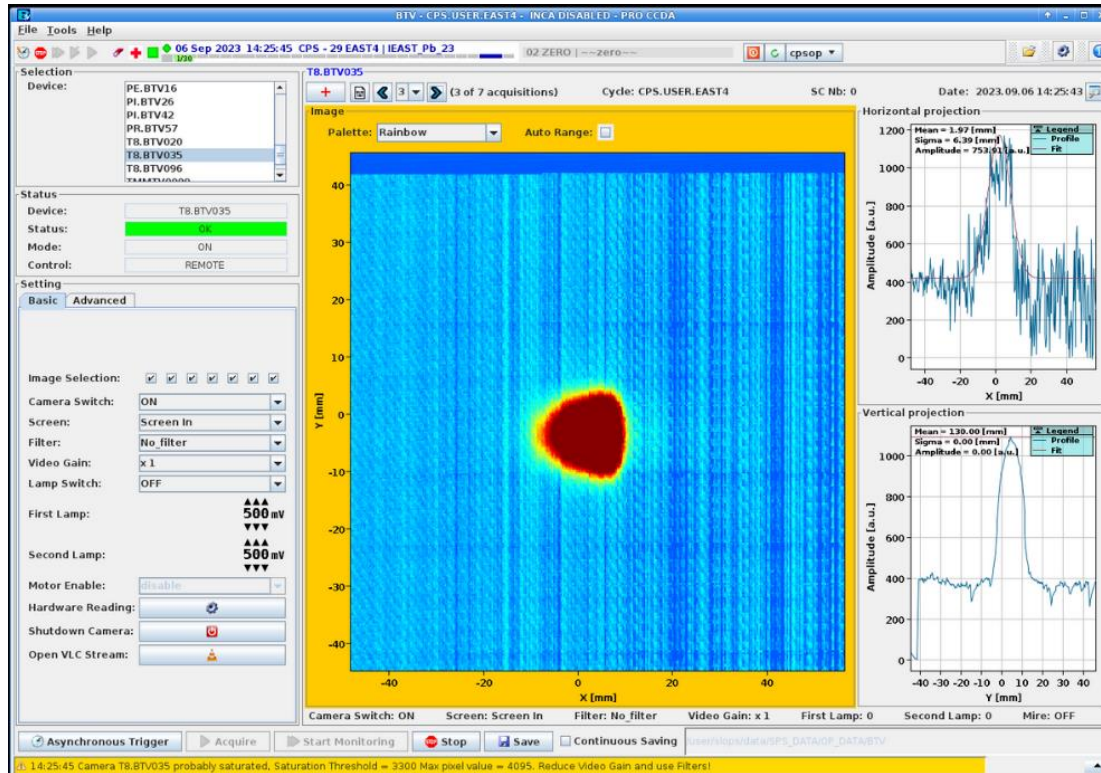 BTV - CPS.USER.EAST4 - INCA DISABLED - PRO CCDA
File Tools Help
06 Sep 2023 14:25:45 CPS - 29 EAST4 | IEAST_Pb_23
1/30
02 ZERO | ~~zero~~
cpsop
Selection
Device:
PE.BTV16
PI.BTV26
PI.BTV42
PR.BTV57
T8.BTV020
T8.BTV035
T8.BTV096
Status
Device: T8.BTV035
Status: OK
Mode: ON
Control: REMOTE
Setting
Basic Advanced
Image Selection:
Camera Switch: ON
Screen: Screen In
Filter: No_filter
Video Gain: x 1
Lamp Switch: OFF
First Lamp: 500 mV
Second Lamp: 500 mV
Motor Enable: disable
Hardware Reading:
Shutdown Camera:
Open VLC Stream:
T8.BTV035
3 (3 of 7 acquisitions) Cycle: CPS.USER.EAST4 SC Nb: 0 Date: 2023.09.06 14:25:43
Image
Palette: Rainbow Auto Range:
40
30
20
10
0
-10
-20
-30
-40
Y [mm]
-40 -20 0 20 40
X [mm]
Horizontal projection
Mean = 1.97 [mm]
Sigma = 6.39 [mm]
Amplitude = 753.91 [a.u.]
Legend
Profile
Fit
1200
1000
800
600
400
200
0
Amplitude [a.u.]
-40 -20 0 20 40
X [mm]
Vertical projection
Mean = 130.00 [mm]
Sigma = 0.00 [mm]
Amplitude = 0.00 [a.u.]
Legend
Profile
Fit
1000
800
600
400
200
0
Amplitude [a.u.]
-40 -30 -20 -10 0 10 20 30 40
Y [mm]
Camera Switch: ON Screen: Screen In Filter: No_filter Video Gain: x 1 First Lamp: 0 Second Lamp: 0 Mire: OFF
Asynchronous Trigger Acquire Start Monitoring Stop Save Continuous Saving
14:25:45 Camera T8.BTV035 probably saturated, Saturation Threshold = 3300 Max pixel value = 4095. Reduce Video Gain and use Filters!